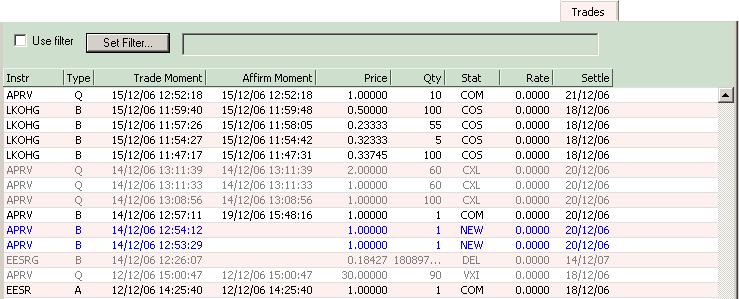 Trades
Use filter Set Filter...
Instr Type Trade Moment Affirm Moment Price Qty Stat Rate Settle
APRV Q 15/12/06 12:52:18 15/12/06 12:52:18 1.00000 10 COM 0.0000 21/12/06
LKOHG B 15/12/06 11:59:40 15/12/06 11:59:48 0.50000 100 COS 0.0000 18/12/06
LKOHG B 15/12/06 11:57:26 15/12/06 11:58:05 0.23333 55 COS 0.0000 18/12/06
LKOHG B 15/12/06 11:54:27 15/12/06 11:54:42 0.32333 5 COS 0.0000 18/12/06
LKOHG B 15/12/06 11:47:17 15/12/06 11:47:31 0.33745 100 COS 0.0000 18/12/06
APRV Q 14/12/06 13:11:39 14/12/06 13:11:39 2.00000 60 CXL 0.0000 20/12/06
APRV Q 14/12/06 13:11:33 14/12/06 13:11:33 1.00000 60 CXL 0.0000 20/12/06
APRV Q 14/12/06 13:08:56 14/12/06 13:08:56 1.00000 100 CXL 0.0000 20/12/06
APRV B 14/12/06 12:57:11 19/12/06 15:48:16 1.00000 1 COM 0.0000 20/12/06
APRV B 14/12/06 12:54:12 1.00000 1 NEW 0.0000 20/12/06
APRV B 14/12/06 12:53:29 1.00000 1 NEW 0.0000 20/12/06
EESRG B 14/12/06 12:26:07 0.18427 180897... DEL 0.0000 14/12/07
APRV Q 12/12/06 15:00:47 12/12/06 15:00:47 30.00000 90 VXI 0.0000 18/12/06
EESR A 12/12/06 14:25:40 12/12/06 14:25:40 1.00000 1 COM 0.0000 18/12/06